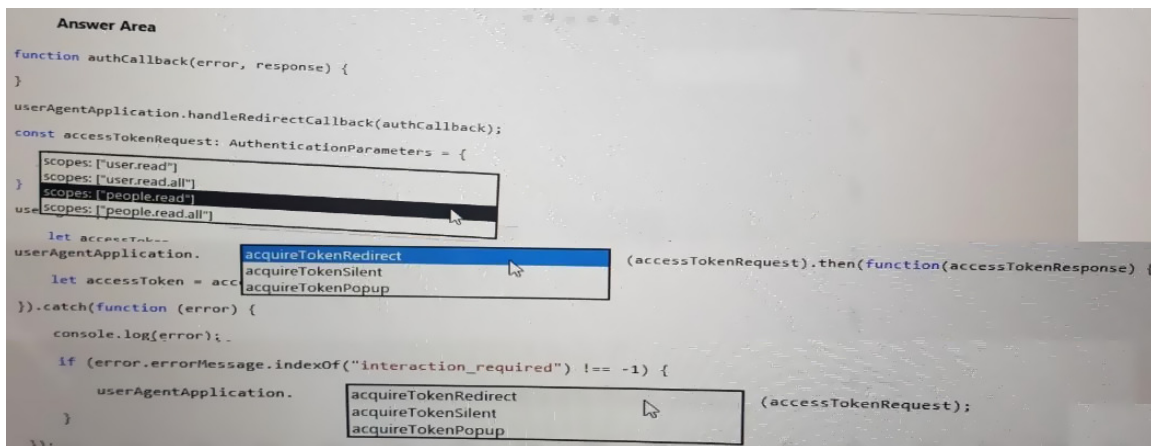 Answer Area
function authCallback(error, response) {
}
userAgentApplication.handleRedirectCallback(authCallback);
const accessTokenRequest: AuthenticationParameters = {
scopes: ["user.read"]
scopes: ["user.read.all"]
scopes: ["people.read"]
scopes: ["people.read.all"]
}
use
let accessToken
userAgentApplication.
acquireTokenRedirect
acquireTokenSilent
acquireTokenPopup
(accessTokenRequest).then(function(accessTokenResponse) {
let accessToken = acc
}).catch(function (error) {
console.log(error);
if (error.errorMessage.indexOf("interaction_required") !== -1) {
userAgentApplication.
acquireTokenRedirect
acquireTokenSilent
acquireTokenPopup
(accessTokenRequest);
}
});